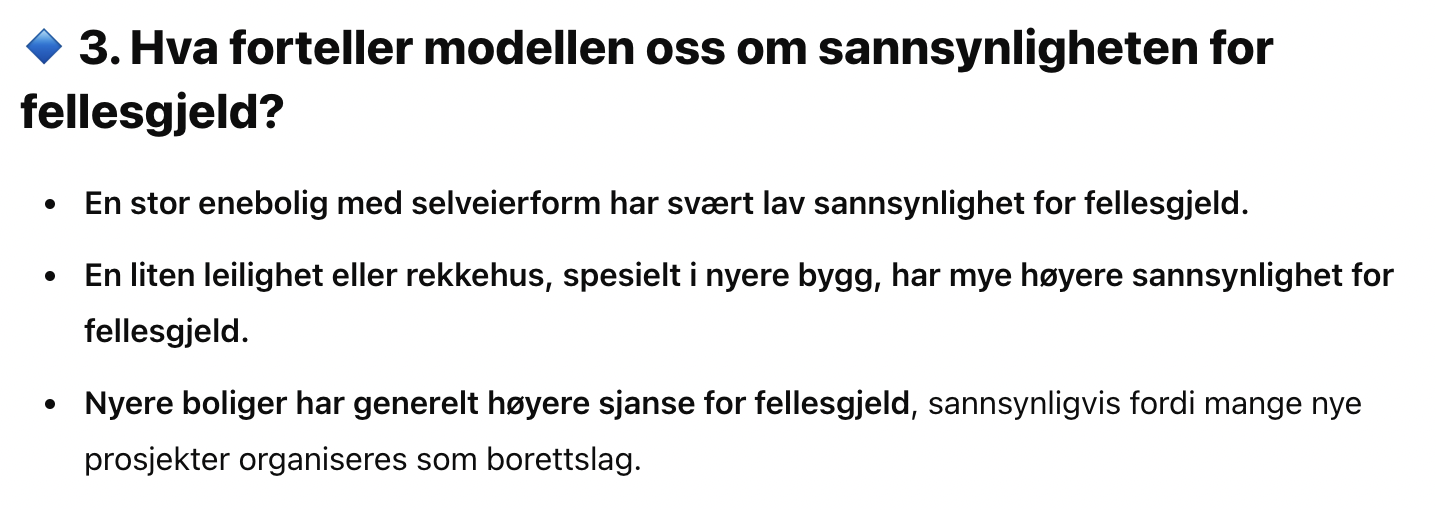 🔷 3. Hva forteller modellen oss om sannsynligheten for
fellesgjeld?
• En stor enebolig med selveierform har svært lav sannsynlighet for fellesgjeld.
• En liten leilighet eller rekkehus, spesielt i nyere bygg, har mye høyere sannsynlighet for
fellesgjeld.
• Nyere boliger har generelt høyere sjanse for fellesgjeld, sannsynligvis fordi mange nye
prosjekter organiseres som borettslag.